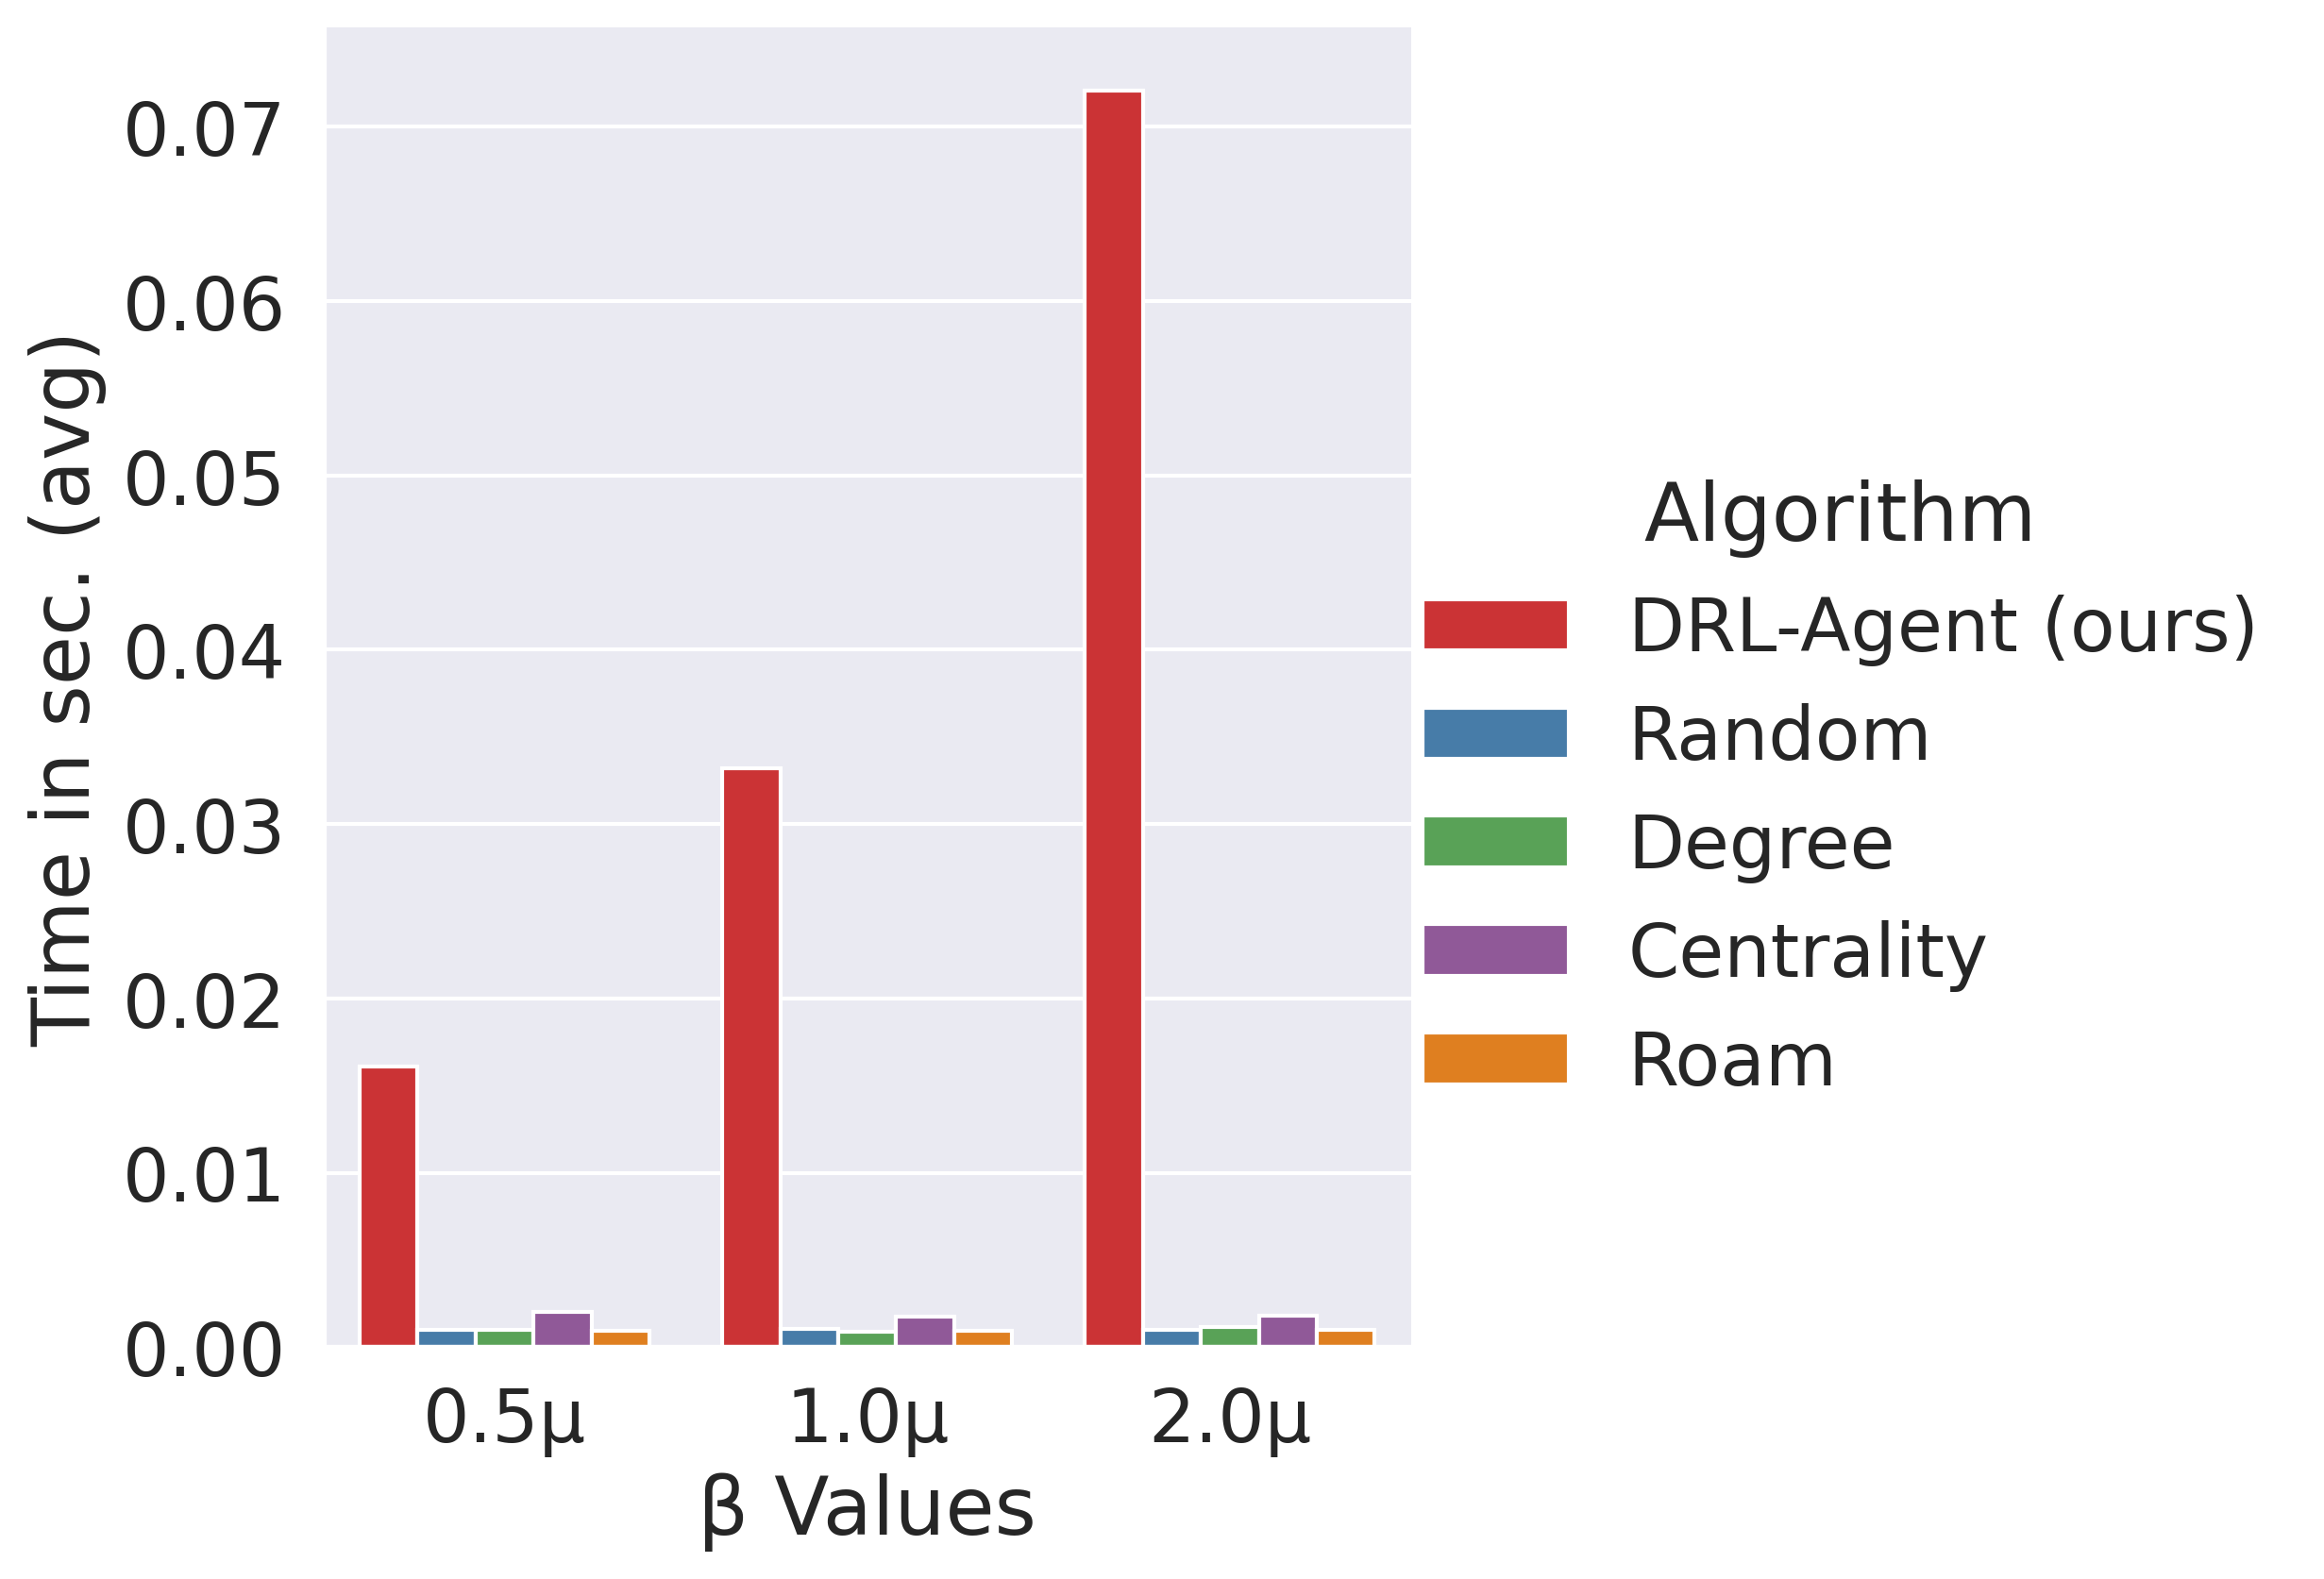 0.07
0.06
0.05
0.04
0.03
0.02
0.01
0.00
Time in sec. (avg)
0.5μ 1.0μ 2.0μ
β Values
Algorithm
DRL-Agent (ours)
Random
Degree
Centrality
Roam